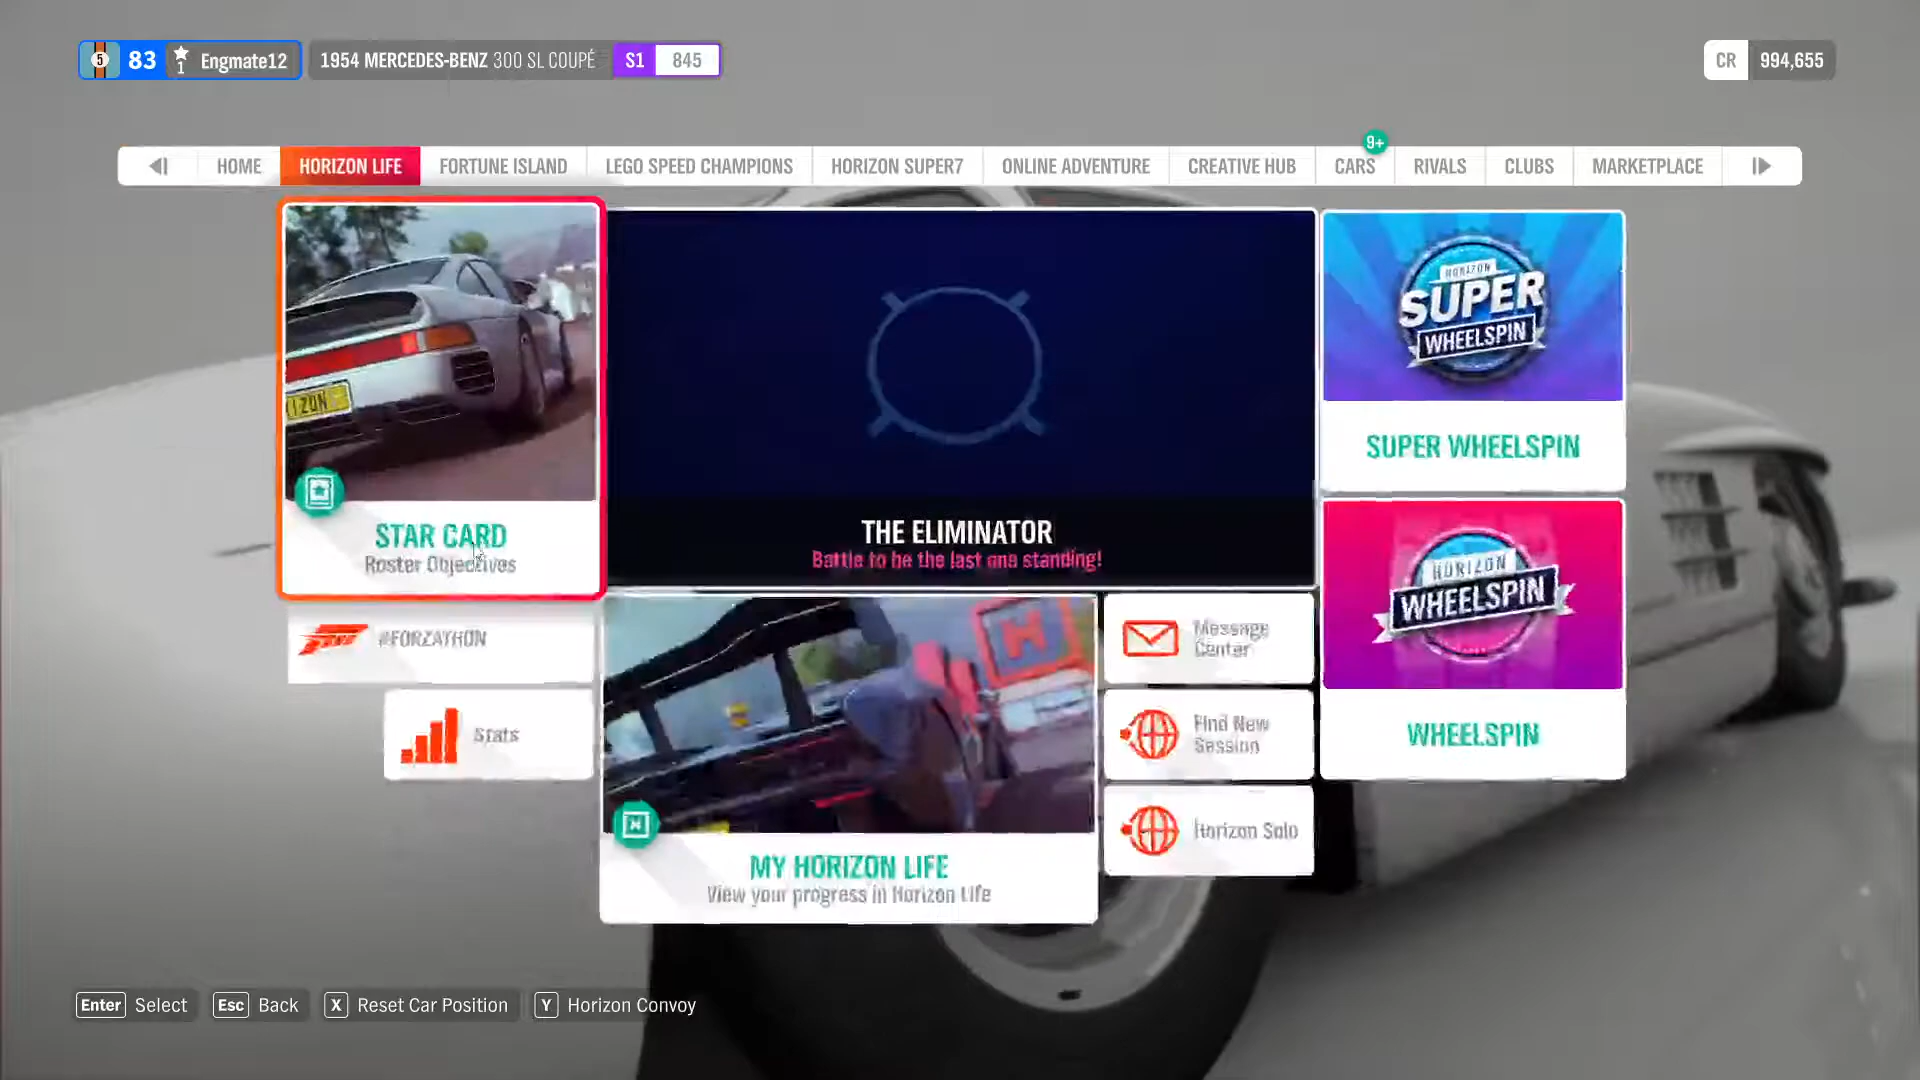 5 83 1 Engmate12 1954 MERCEDES-BENZ 300 SL COUPÉ S1 845 CR 994,655
9+
HOME HORIZON LIFE FORTUNE ISLAND LEGO SPEED CHAMPIONS HORIZON SUPER7 ONLINE ADVENTURE CREATIVE HUB CARS RIVALS CLUBS MARKETPLACE
STAR CARD
Roster Objectives
THE ELIMINATOR
Battle to be the last one standing!
HORIZON
SUPER
WHEELSPIN
SUPER WHEELSPIN
#FORZATHON
Stats
MY HORIZON LIFE
View your progress in Horizon Life
Message
Center
Find New
Session
Horizon Solo
HORIZON
WHEELSPIN
WHEELSPIN
Enter Select Esc Back X Reset Car Position Y Horizon Convoy